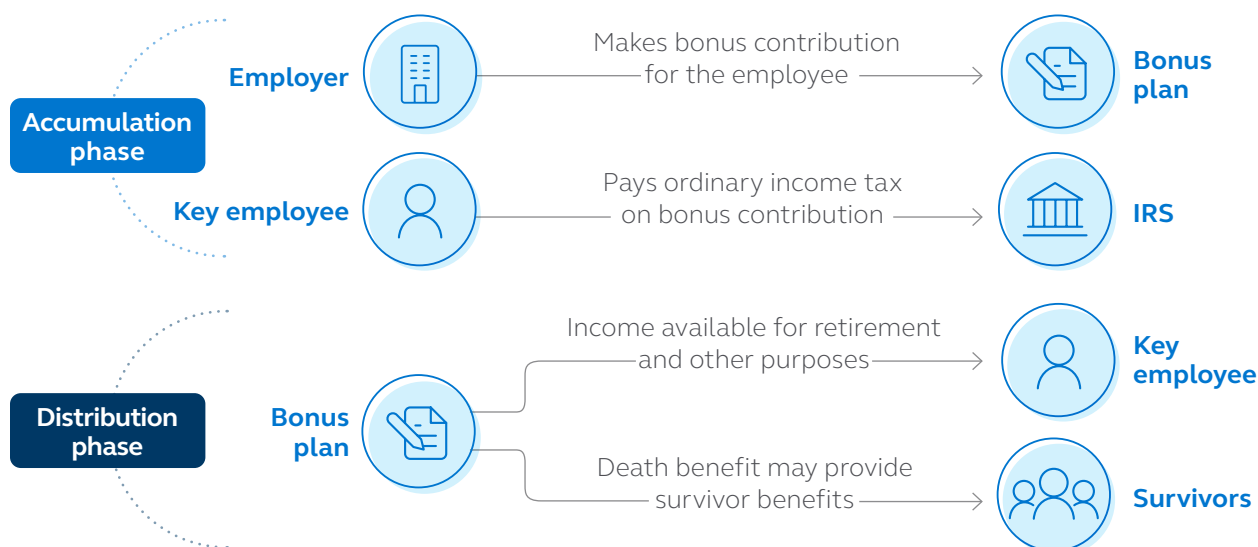 Accumulation
phase
Employer
Makes bonus contribution
for the employee
Bonus
plan
Key employee
Pays ordinary income tax
on bonus contribution
IRS
Distribution
phase
Bonus
plan
Income available for retirement
and other purposes
Key
employee
Death benefit may provide
survivor benefits
Survivors